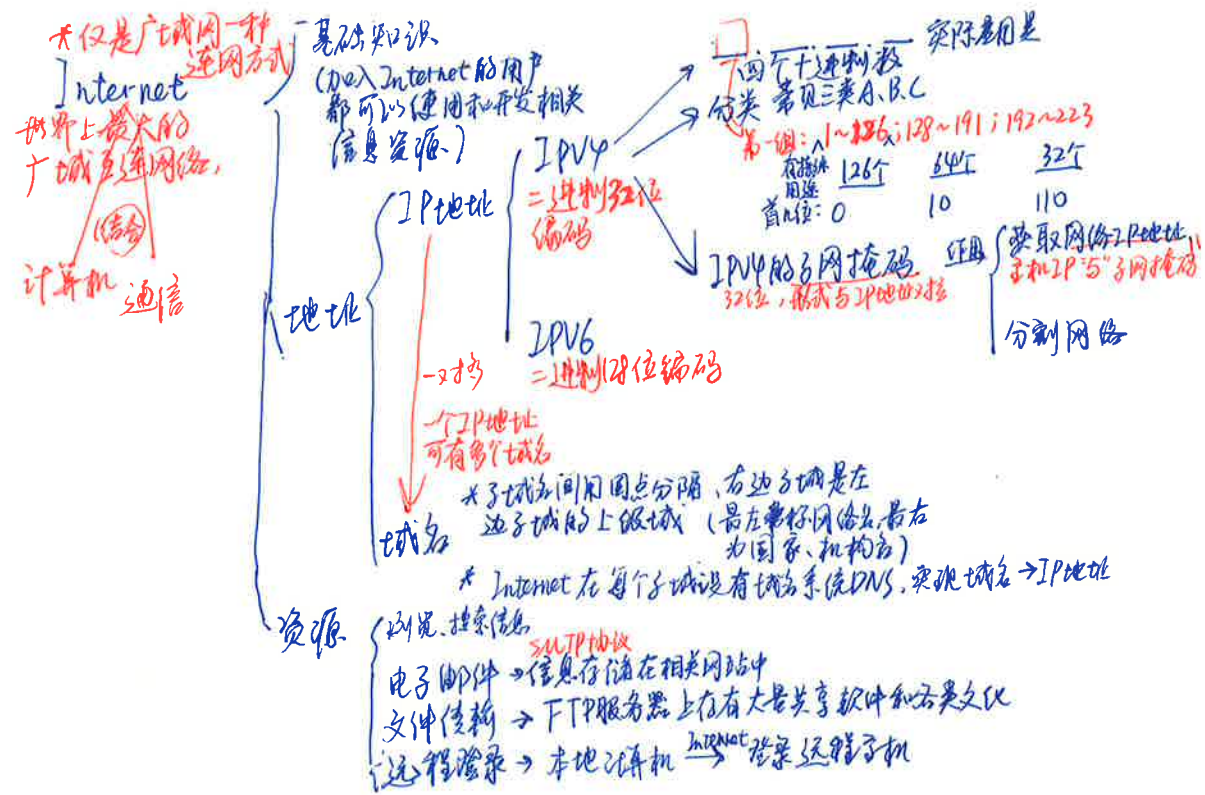 *仅是广域网一种
连网方式
Internet
世界上最大的
广域互连网络,
(结合)
计算机 通信
基础知识
(加入Internet的用户
都可以使用和开发相关
信息资源)
地址
IP地址
IPV4
二进制32位
编码
四个十进制数 实际常用是
分类 常见三类A.B.C
第一组: 1~126; 128~191; 192~223
用途 126个 64个 32个
首几位: 0 10 110
IPV4的子网掩码 作用
32位, 形式与IP地址对应
获取网络IP地址
主机IP"与"子网掩码
分割网络
IPV6
二进制128位编码
一对多
一个IP地址
可有多个域名
域名
*子域名间用圆点分隔、右边子域是左
边子域的上级域 (最左常称网络名,最右
为国家、机构名)
* Internet在每个子域设有域名系统DNS,实现域名→IP地址
资源
浏览、搜索信息
SMTP协议
电子邮件→信息存储在相关网站中
文件传输→FTP服务器上存有大量共享软件和各类文化
远程登录→本地计算机 Internet→ 登录远程主机